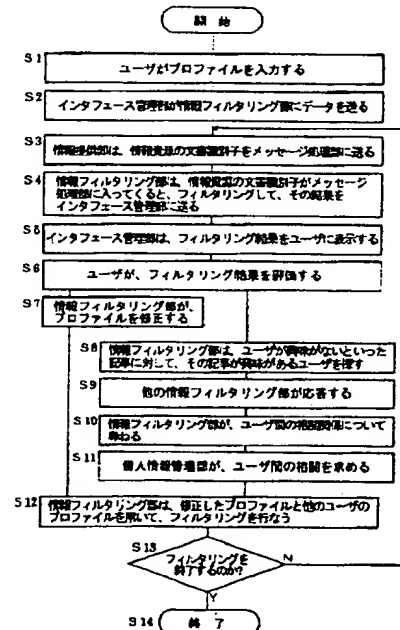 開 始
S1
ユーザがプロファイルを入力する
S2
インタフェース管理部が情報フィルタリング部にデータを送る
S3
情報提供部は、情報資源の文書識別子をメッセージ処理部に送る
S4
情報フィルタリング部は、情報資源の文書識別子がメッセージ
処理部に入ってくると、フィルタリングして、その結果を
インタフェース管理部に送る
S5
インタフェース管理部は、フィルタリング結果をユーザに表示する
S6
ユーザが、フィルタリング結果を評価する
S7
情報フィルタリング部が、
プロファイルを修正する
S8
情報フィルタリング部は、ユーザが興味がないといった
記事に対して、その記事が興味があるユーザを探す
S9
他の情報フィルタリング部が応答する
S10
情報フィルタリング部が、ユーザ間の相関関係について
尋ねる
S11
個人情報管理部が、ユーザ間の相関を求める
S12
情報フィルタリング部は、修正したプロファイルと他のユーザの
プロファイルを用いて、フィルタリングを行なう
S13
フィルタリングを
終了するのか?
N
Y
S14
終 了